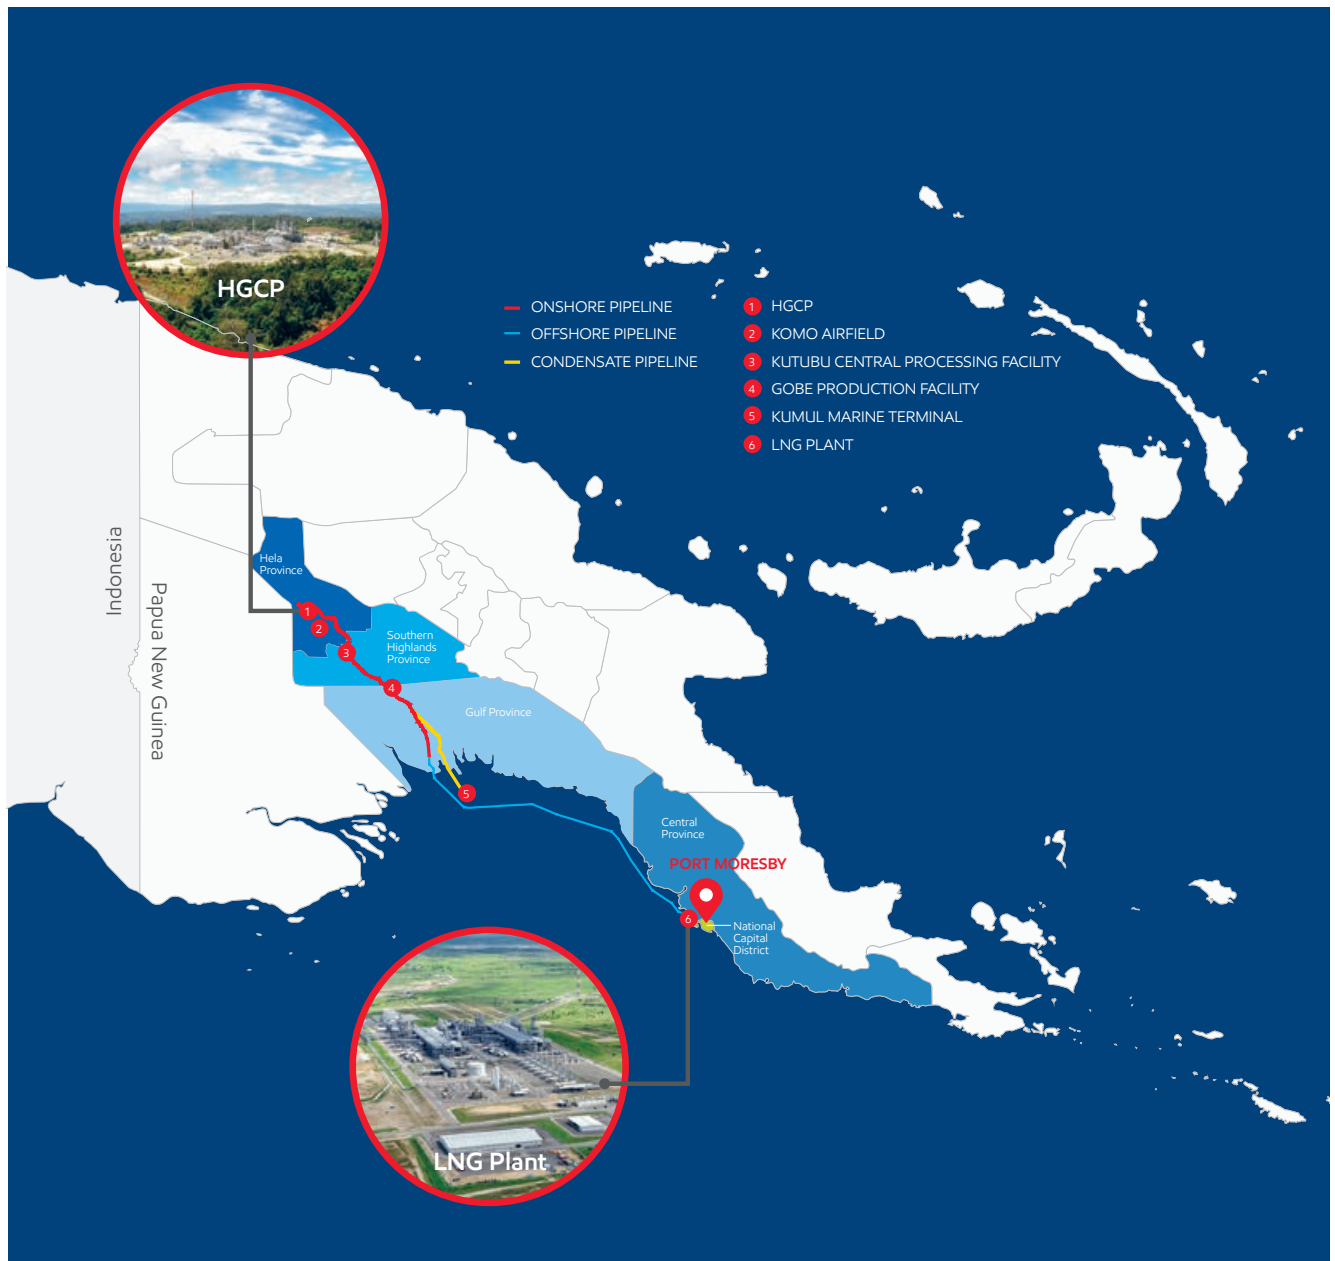 HGCP
ONSHORE PIPELINE
OFFSHORE PIPELINE
CONDENSATE PIPELINE
1 HGCP
2 KOMO AIRFIELD
3 KUTUBU CENTRAL PROCESSING FACILITY
4 GOBE PRODUCTION FACILITY
5 KUMUL MARINE TERMINAL
6 LNG PLANT
Indonesia
Papua New Guinea
Hela
Province
1
2
3
Southern
Highlands
Province
4
Gulf Province
5
Central
Province
PORT MORESBY
6
National
Capital
District
LNG Plant